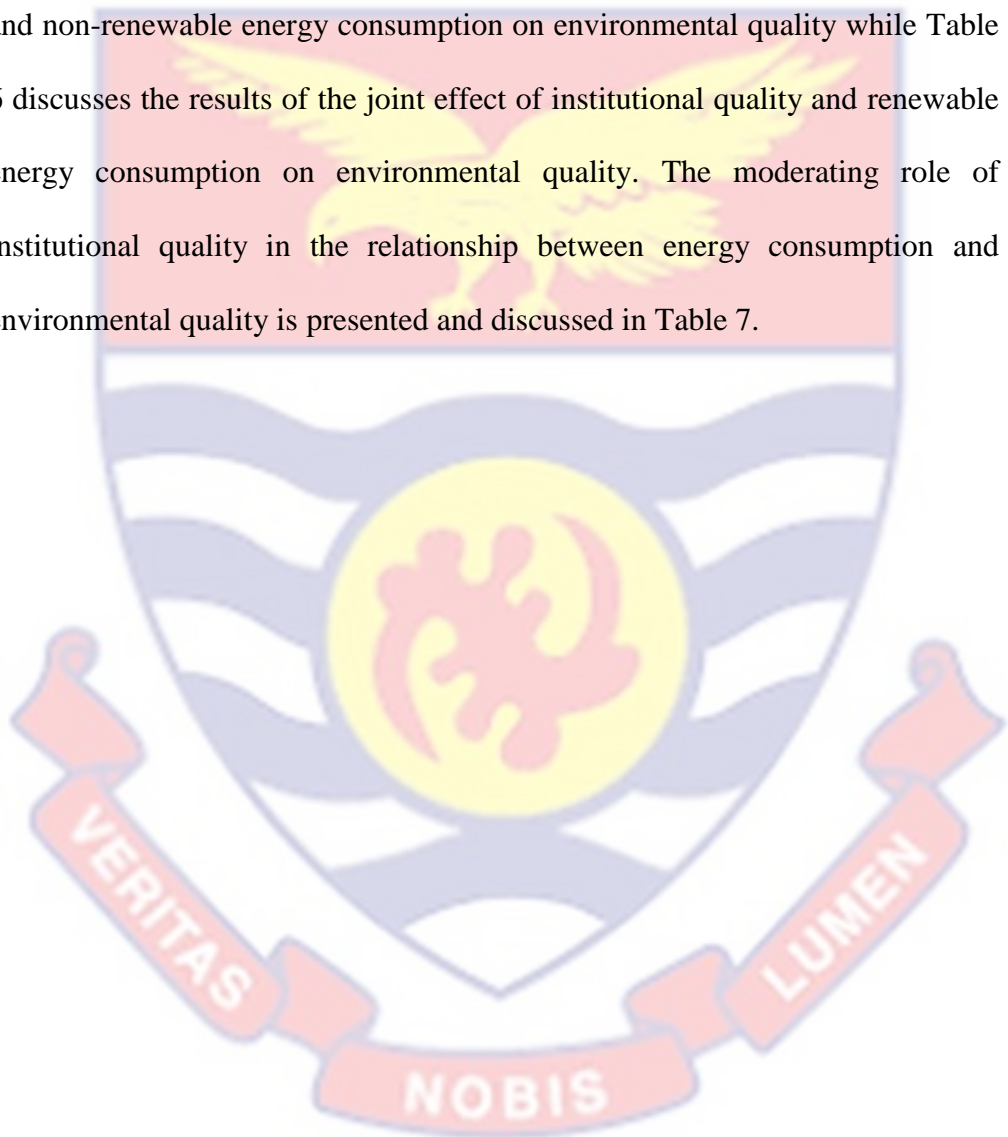 and non-renewable energy consumption on environmental quality while Table
discusses the results of the joint effect of institutional quality and renewable
energy consumption on environmental quality. The moderating role of
institutional quality in the relationship between energy consumption and
environmental quality is presented and discussed in Table 7.
VERITAS
NOBIS
LUMEN